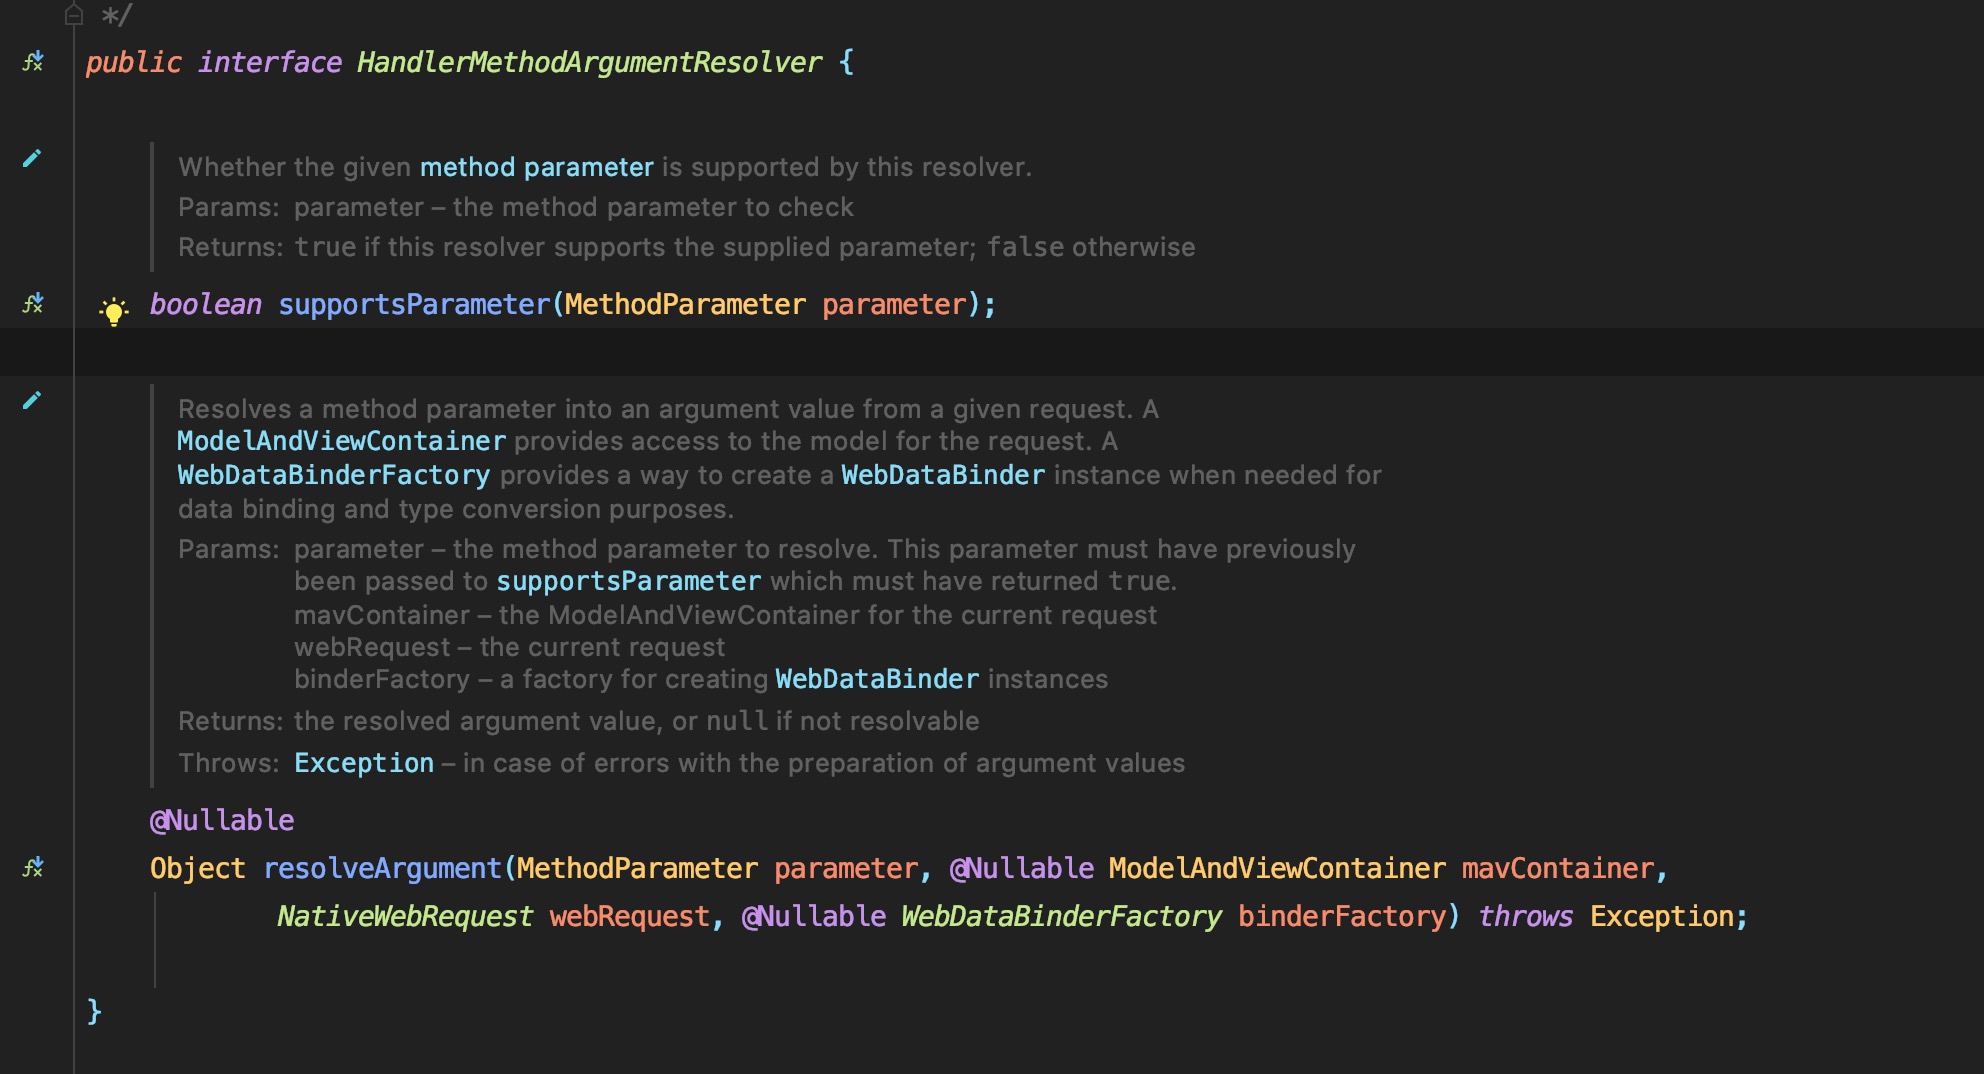 */
public interface HandlerMethodArgumentResolver {
Whether the given method parameter is supported by this resolver.
Params: parameter – the method parameter to check
Returns: true if this resolver supports the supplied parameter; false otherwise
boolean supportsParameter(MethodParameter parameter);
Resolves a method parameter into an argument value from a given request. A
ModelAndViewContainer provides access to the model for the request. A
WebDataBinderFactory provides a way to create a WebDataBinder instance when needed for
data binding and type conversion purposes.
Params: parameter – the method parameter to resolve. This parameter must have previously
been passed to supportsParameter which must have returned true.
mavContainer – the ModelAndViewContainer for the current request
webRequest – the current request
binderFactory – a factory for creating WebDataBinder instances
Returns: the resolved argument value, or null if not resolvable
Throws: Exception – in case of errors with the preparation of argument values
@Nullable
Object resolveArgument(MethodParameter parameter, @Nullable ModelAndViewContainer mavContainer,
NativeWebRequest webRequest, @Nullable WebDataBinderFactory binderFactory) throws Exception;
}